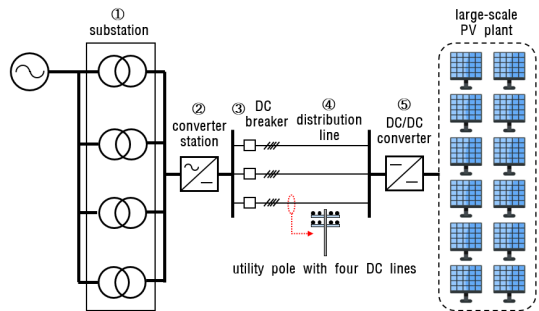 ①
substation
②
converter
station
③ DC
breaker
④
distribution
line
⑤
DC/DC
converter
large-scale
PV plant
utility pole with four DC lines